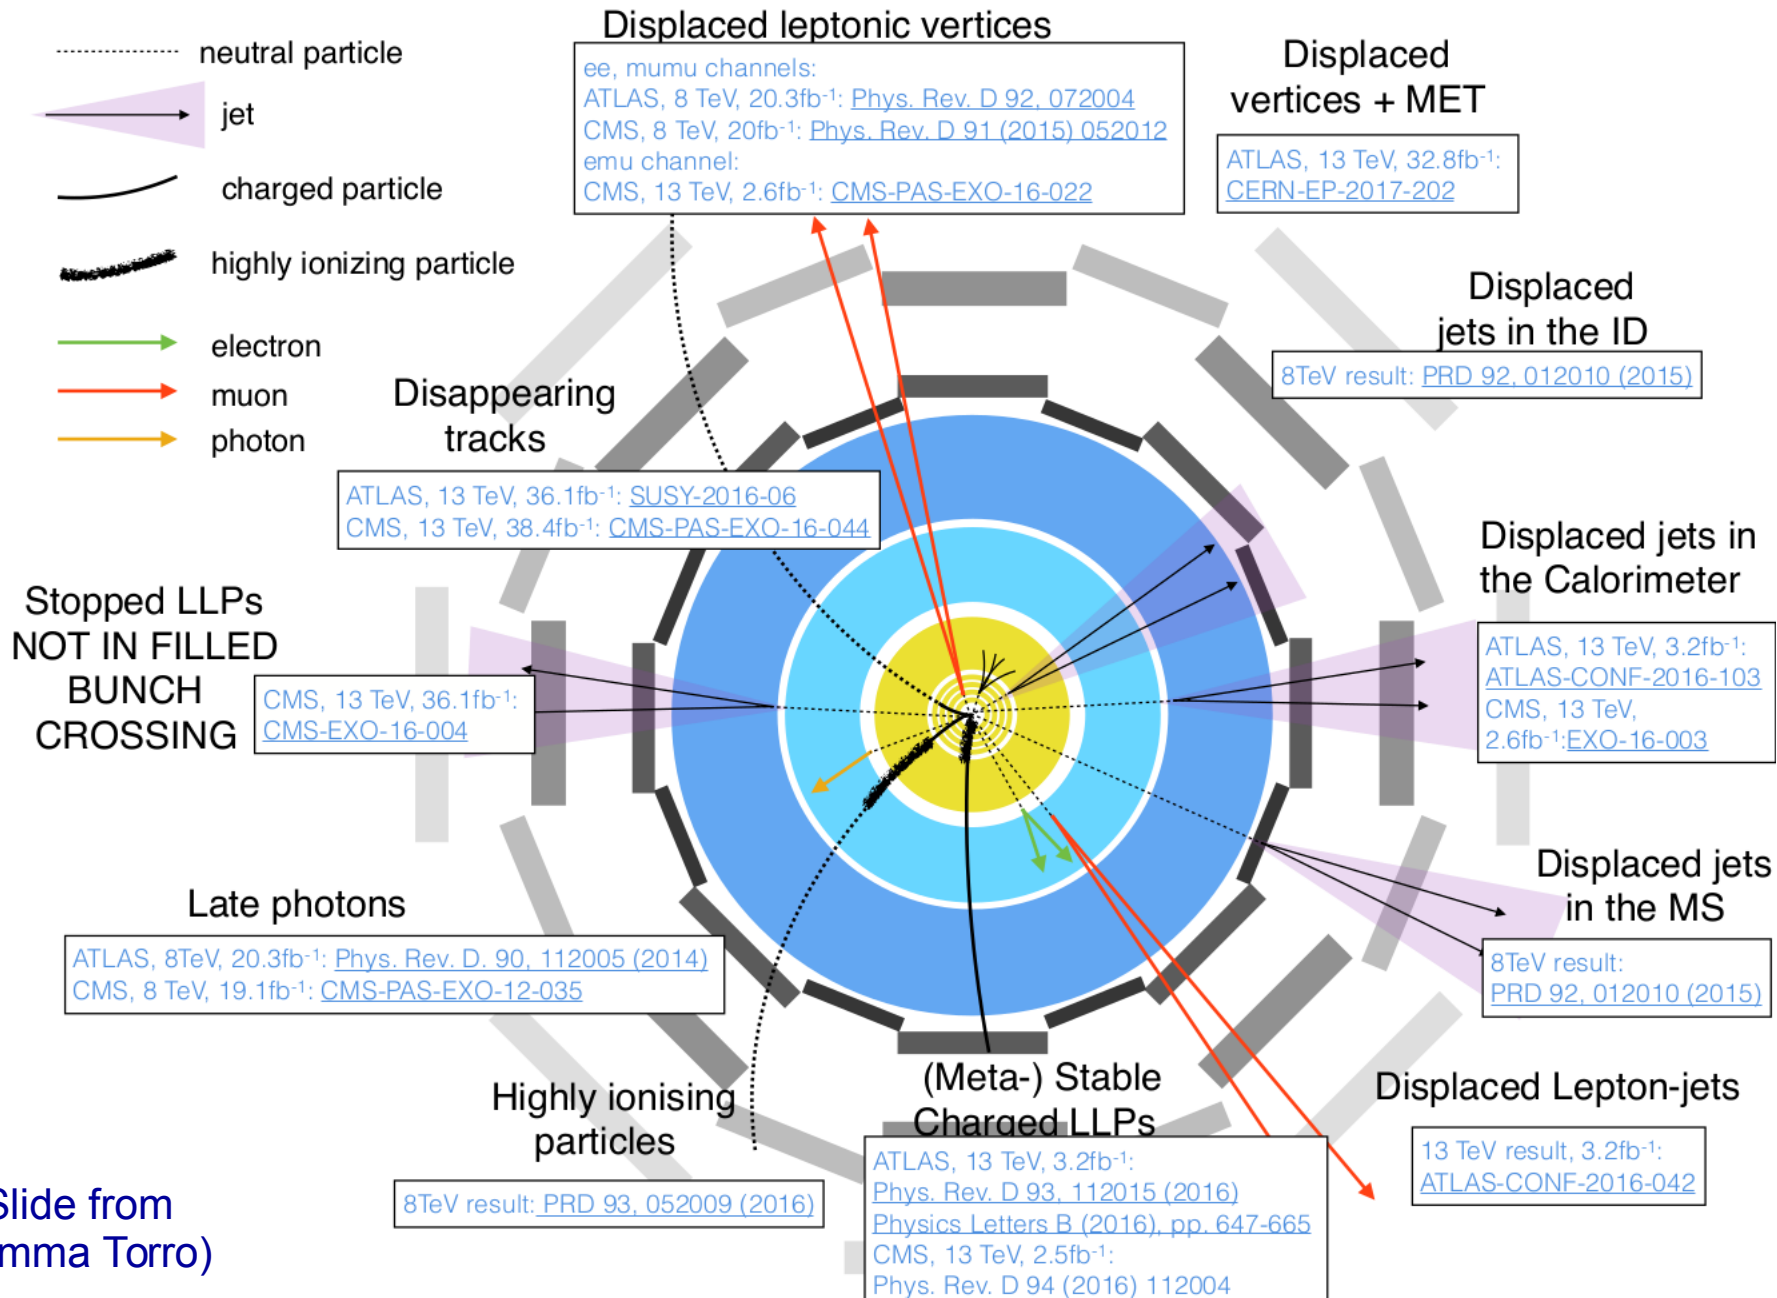 neutral particle
jet
charged particle
highly ionizing particle
electron
muon
photon
Displaced leptonic vertices
ee, mumu channels:
ATLAS, 8 TeV, 20.3fb-1: Phys. Rev. D 92, 072004
CMS, 8 TeV, 20fb-1: Phys. Rev. D 91 (2015) 052012
emu channel:
CMS, 13 TeV, 2.6fb-1: CMS-PAS-EXO-16-022
Displaced
vertices + MET
ATLAS, 13 TeV, 32.8fb-1:
CERN-EP-2017-202
Displaced
jets in the ID
8TeV result: PRD 92, 012010 (2015)
Disappearing
tracks
ATLAS, 13 TeV, 36.1fb-1: SUSY-2016-06
CMS, 13 TeV, 38.4fb-1: CMS-PAS-EXO-16-044
Displaced jets in
the Calorimeter
ATLAS, 13 TeV, 3.2fb-1:
ATLAS-CONF-2016-103
CMS, 13 TeV,
2.6fb-1:EXO-16-003
Stopped LLPs
NOT IN FILLED
BUNCH
CROSSING
CMS, 13 TeV, 36.1fb-1:
CMS-EXO-16-004
Displaced jets
in the MS
8TeV result:
PRD 92, 012010 (2015)
Late photons
ATLAS, 8TeV, 20.3fb-1: Phys. Rev. D. 90, 112005 (2014)
CMS, 8 TeV, 19.1fb-1: CMS-PAS-EXO-12-035
Highly ionising
particles
8TeV result: PRD 93, 052009 (2016)
(Meta-) Stable
Charged LLPs
ATLAS, 13 TeV, 3.2fb-1:
Phys. Rev. D 93, 112015 (2016)
Physics Letters B (2016), pp. 647-665
CMS, 13 TeV, 2.5fb-1:
Phys. Rev. D 94 (2016) 112004
Displaced Lepton-jets
13 TeV result, 3.2fb-1:
ATLAS-CONF-2016-042
Slide from
mma Torro)